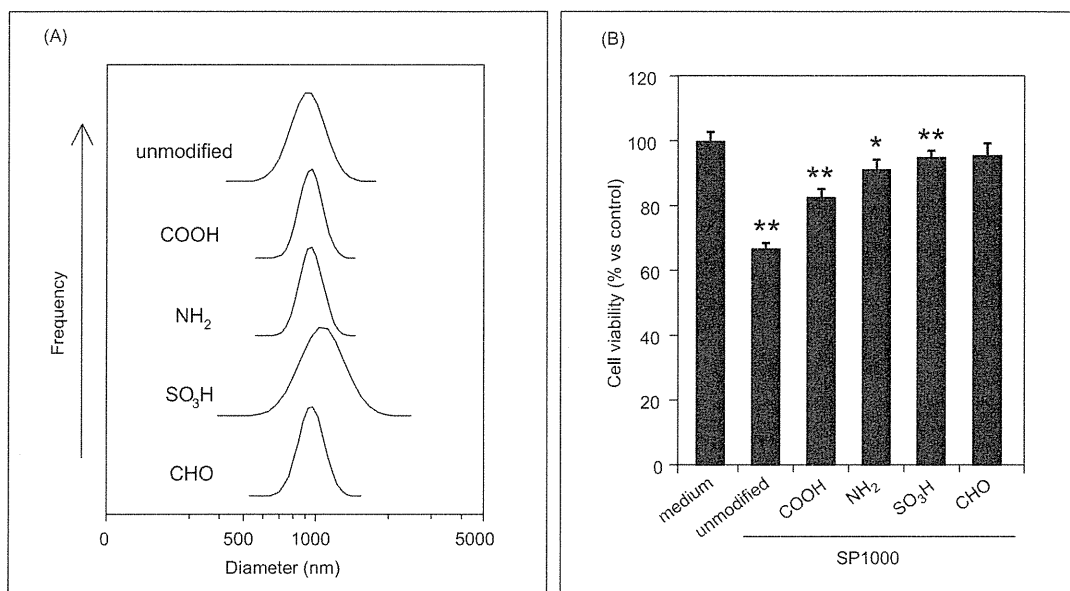 (A)
Frequency
unmodified
COOH
NH2
SO3H
CHO
0 500 1000 5000
Diameter (nm)
(B)
Cell viability (% vs control)
120
100
80
60
40
20
0
** ** * **
medium unmodified COOH NH2 SO3H CHO
SP1000